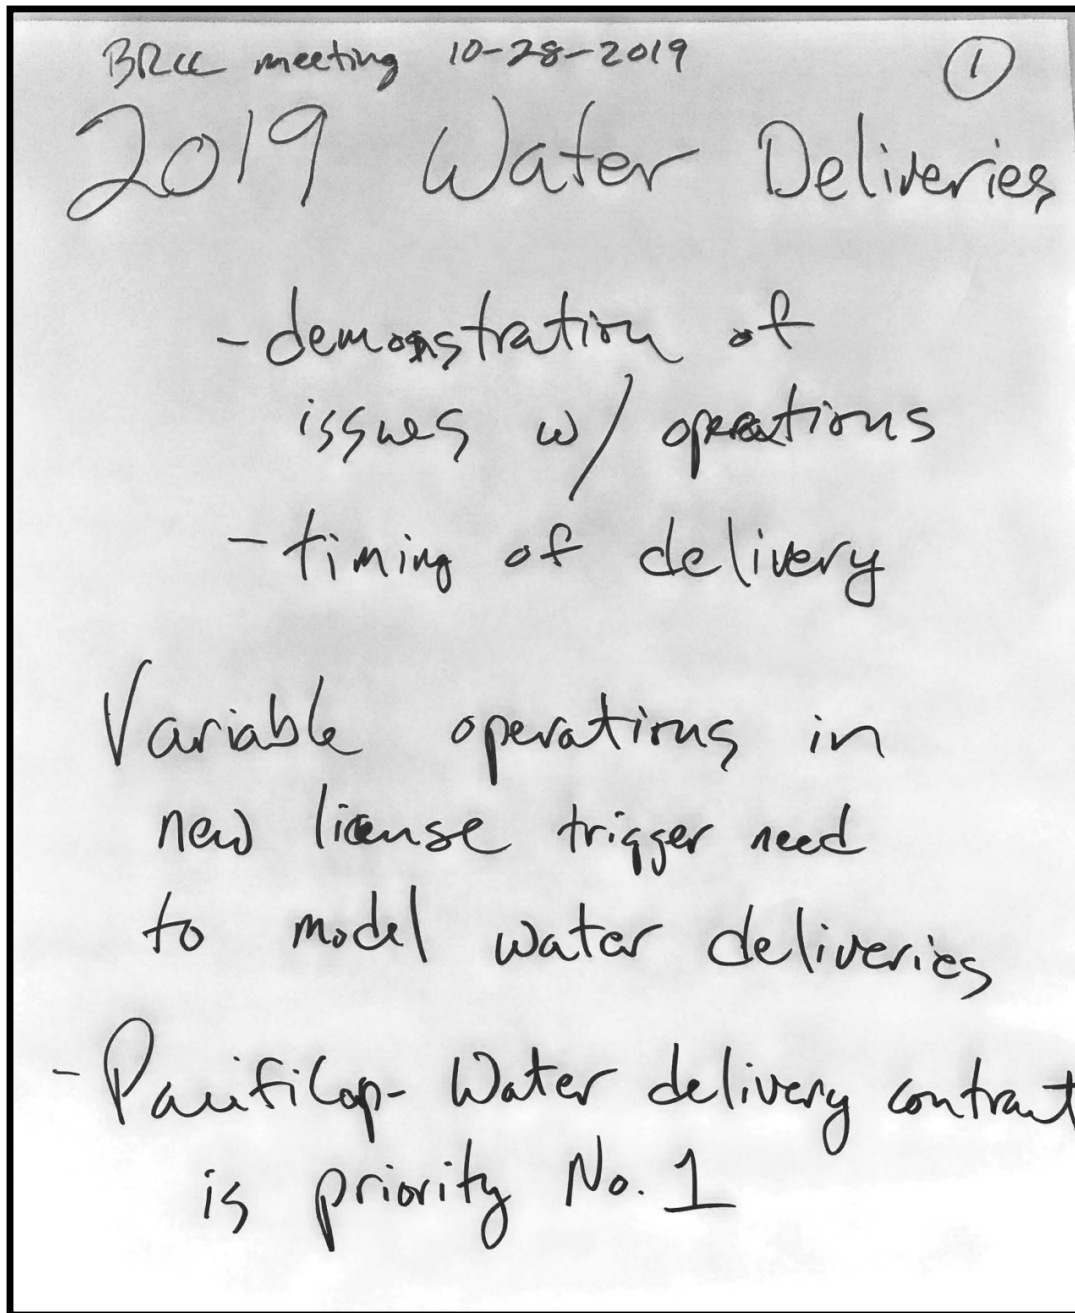 BRCC meeting 10-28-2019 1
2019 Water Deliveries
- demonstration of
issues w/ operations
- timing of delivery
Variable operations in
new license trigger need
to model water deliveries
- PacifiCop- Water delivery contract
is priority No. 1